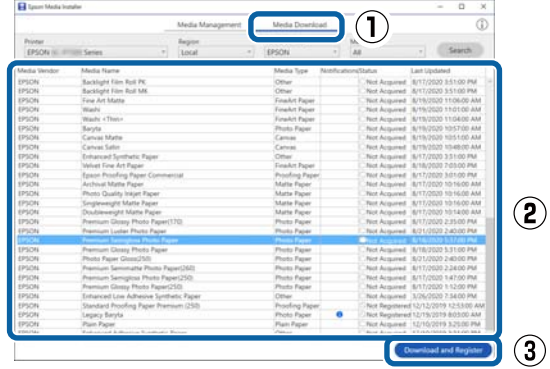 Epson Media Installer
Media Management Media Download ①
Printer Region
EPSON Series Local EPSON All Search
Media Vendor Media Name Media Type Notifications Status Last Updated
EPSON Backlight Film Roll PK Other Not Acquired 8/17/2020 3:51:00 PM
EPSON Backlight Film Roll MK Other Not Acquired 8/17/2020 3:51:00 PM
EPSON Fine Art Matte FineArt Paper Not Acquired 8/19/2020 11:06:00 AM
EPSON Washi FineArt Paper Not Acquired 8/19/2020 11:01:00 AM
EPSON Washi <Thin> FineArt Paper Not Acquired 8/19/2020 11:04:00 AM
EPSON Baryta Photo Paper Not Acquired 8/19/2020 10:57:00 AM
EPSON Canvas Matte Canvas Not Acquired 8/19/2020 10:51:00 AM
EPSON Canvas Satin Canvas Not Acquired 8/19/2020 10:48:00 AM
EPSON Enhanced Synthetic Paper Other Not Acquired 8/17/2020 3:51:00 PM
EPSON Velvet Fine Art Paper FineArt Paper Not Acquired 8/18/2020 2:03:00 PM
EPSON Epson Proofing Paper Commercial Proofing Paper Not Acquired 8/17/2020 3:01:00 PM
EPSON Archival Matte Paper Matte Paper Not Acquired 8/17/2020 10:16:00 AM
EPSON Photo Quality Inkjet Paper Matte Paper Not Acquired 8/17/2020 10:16:00 AM
EPSON Singleweight Matte Paper Matte Paper Not Acquired 8/17/2020 10:16:00 AM
EPSON Doubleweight Matte Paper Matte Paper Not Acquired 8/17/2020 10:14:00 AM
EPSON Premium Glossy Photo Paper(170) Photo Paper Not Acquired 8/17/2020 2:35:00 PM
EPSON Premium Luster Photo Paper Photo Paper Not Acquired 8/21/2020 2:40:00 PM
EPSON Premium Semigloss Photo Paper Photo Paper Not Acquired 8/18/2020 5:37:00 PM
EPSON Premium Glossy Photo Paper Photo Paper Not Acquired 8/18/2020 5:31:00 PM
EPSON Photo Paper Gloss(250) Photo Paper Not Acquired 8/21/2020 2:40:00 PM
EPSON Premium Semimatte Photo Paper(260) Photo Paper Not Acquired 8/17/2020 2:24:00 PM
EPSON Premium Semigloss Photo Paper(250) Photo Paper Not Acquired 8/17/2020 1:47:00 PM
EPSON Premium Glossy Photo Paper(250) Photo Paper Not Acquired 8/17/2020 1:12:00 PM
EPSON Enhanced Low Adhesive Synthetic Paper Other Not Acquired 3/26/2020 7:34:00 PM
EPSON Standard Proofing Paper Premium (250) Proofing Paper Not Registered 12/12/2019 12:53:00 AM
EPSON Legacy Baryta Photo Paper Not Registered 12/19/2019 8:03:00 AM
EPSON Plain Paper Plain Paper Not Acquired 12/10/2019 3:25:00 PM
②
Download and Register ③